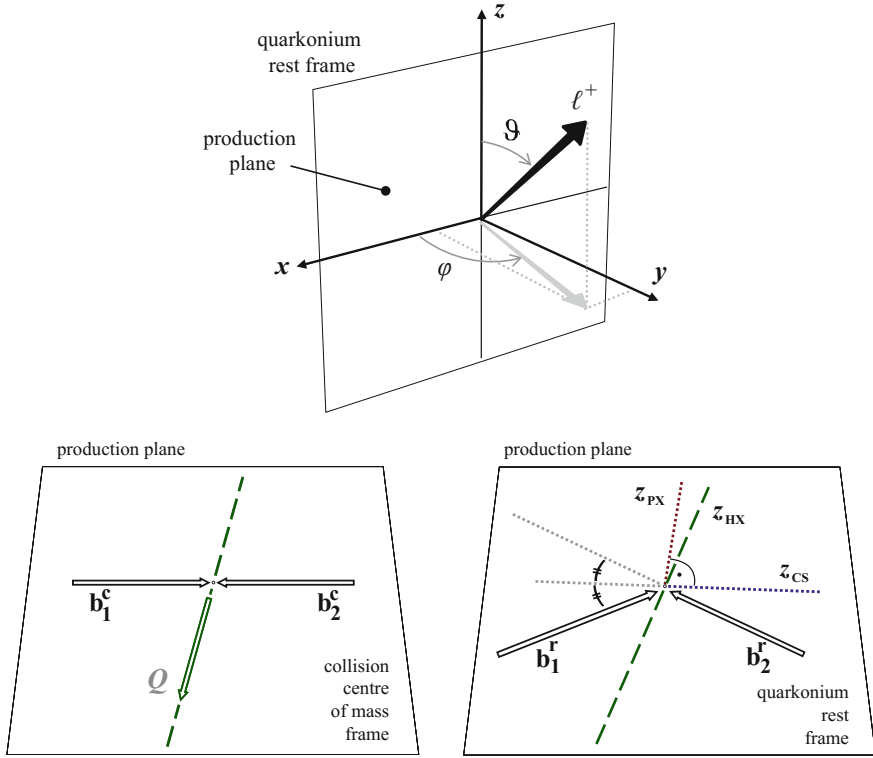 z
quarkonium
rest frame
ℓ⁺
ϑ
production
plane
x
φ
y
production plane
b₁ᶜ
b₂ᶜ
Q
collision
centre
of mass
frame
production plane
z_PX
z_HX
z_CS
b₁ʳ
b₂ʳ
quarkonium
rest
frame